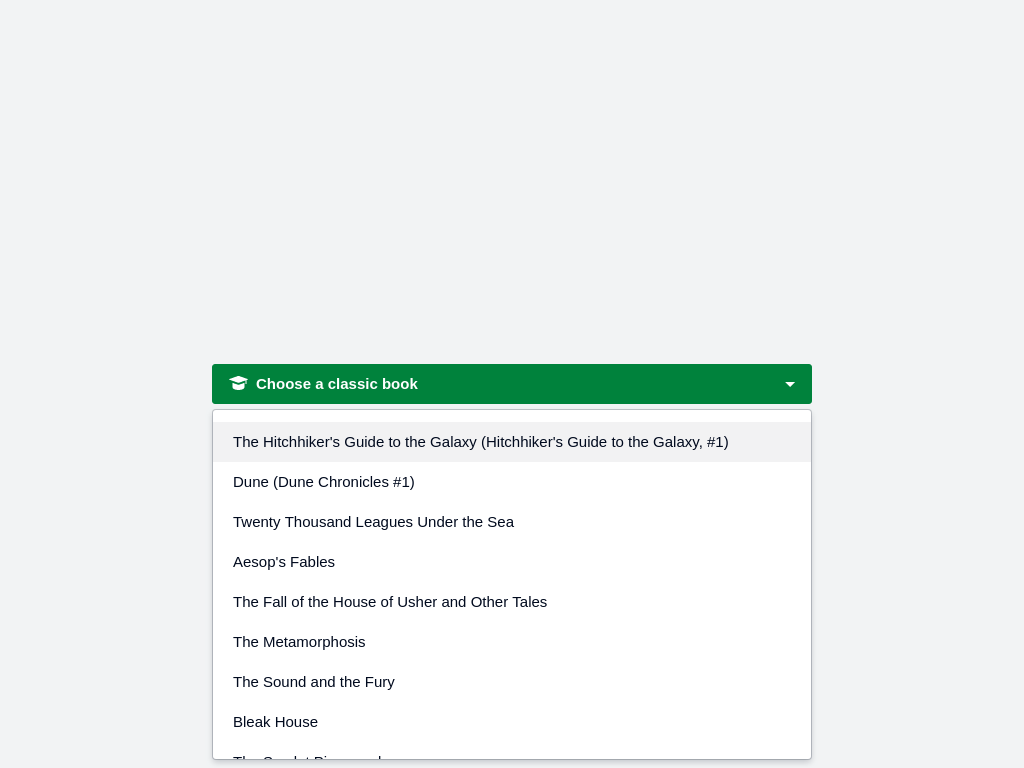 Choose a classic book
The Hitchhiker's Guide to the Galaxy (Hitchhiker's Guide to the Galaxy, #1)
Dune (Dune Chronicles #1)
Twenty Thousand Leagues Under the Sea
Aesop's Fables
The Fall of the House of Usher and Other Tales
The Metamorphosis
The Sound and the Fury
Bleak House